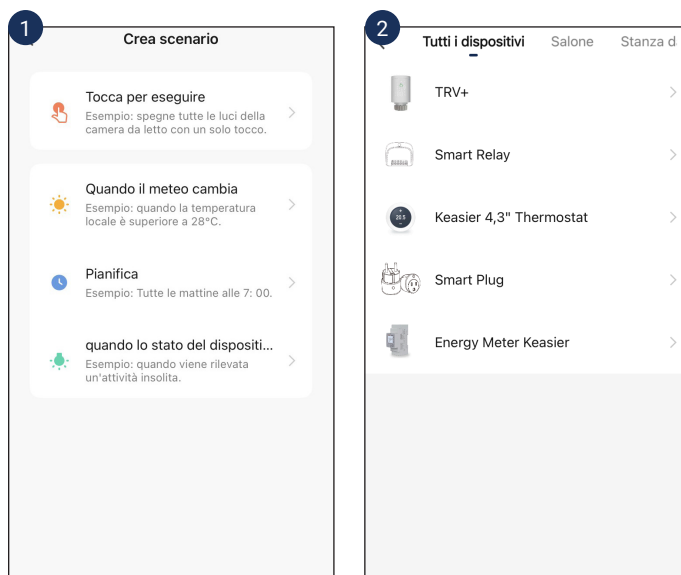 1
Crea scenario
Tocca per eseguire
Esempio: spegne tutte le luci della
camera da letto con un solo tocco.
Quando il meteo cambia
Esempio: quando la temperatura
locale è superiore a 28°C.
Pianifica
Esempio: Tutte le mattine alle 7: 00.
quando lo stato del dispositi...
Esempio: quando viene rilevata
un'attività insolita.
2
Tutti i dispositivi Salone Stanza d
TRV+
Smart Relay
20.5
Keasier 4,3" Thermostat
Smart Plug
Energy Meter Keasier